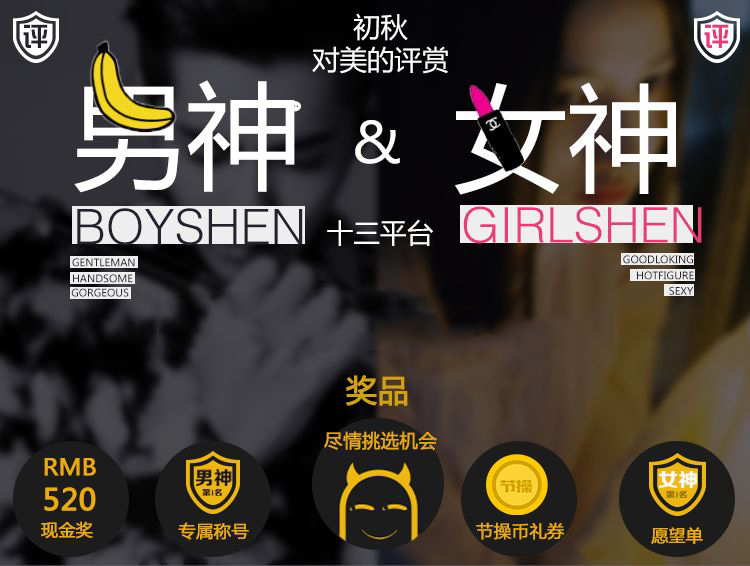 评
评
初秋
对美的评赏
男神
&
女神
BOYSHEN
十三平台
GIRLSHEN
GENTLEMAN
HANDSOME
GORGEOUS
GOODLOKING
HOTFIGURE
SEXY
奖品
RMB
520
现金奖
男神
第1名
专属称号
尽情挑选机会
节操
节操币礼券
女神
第1名
愿望单